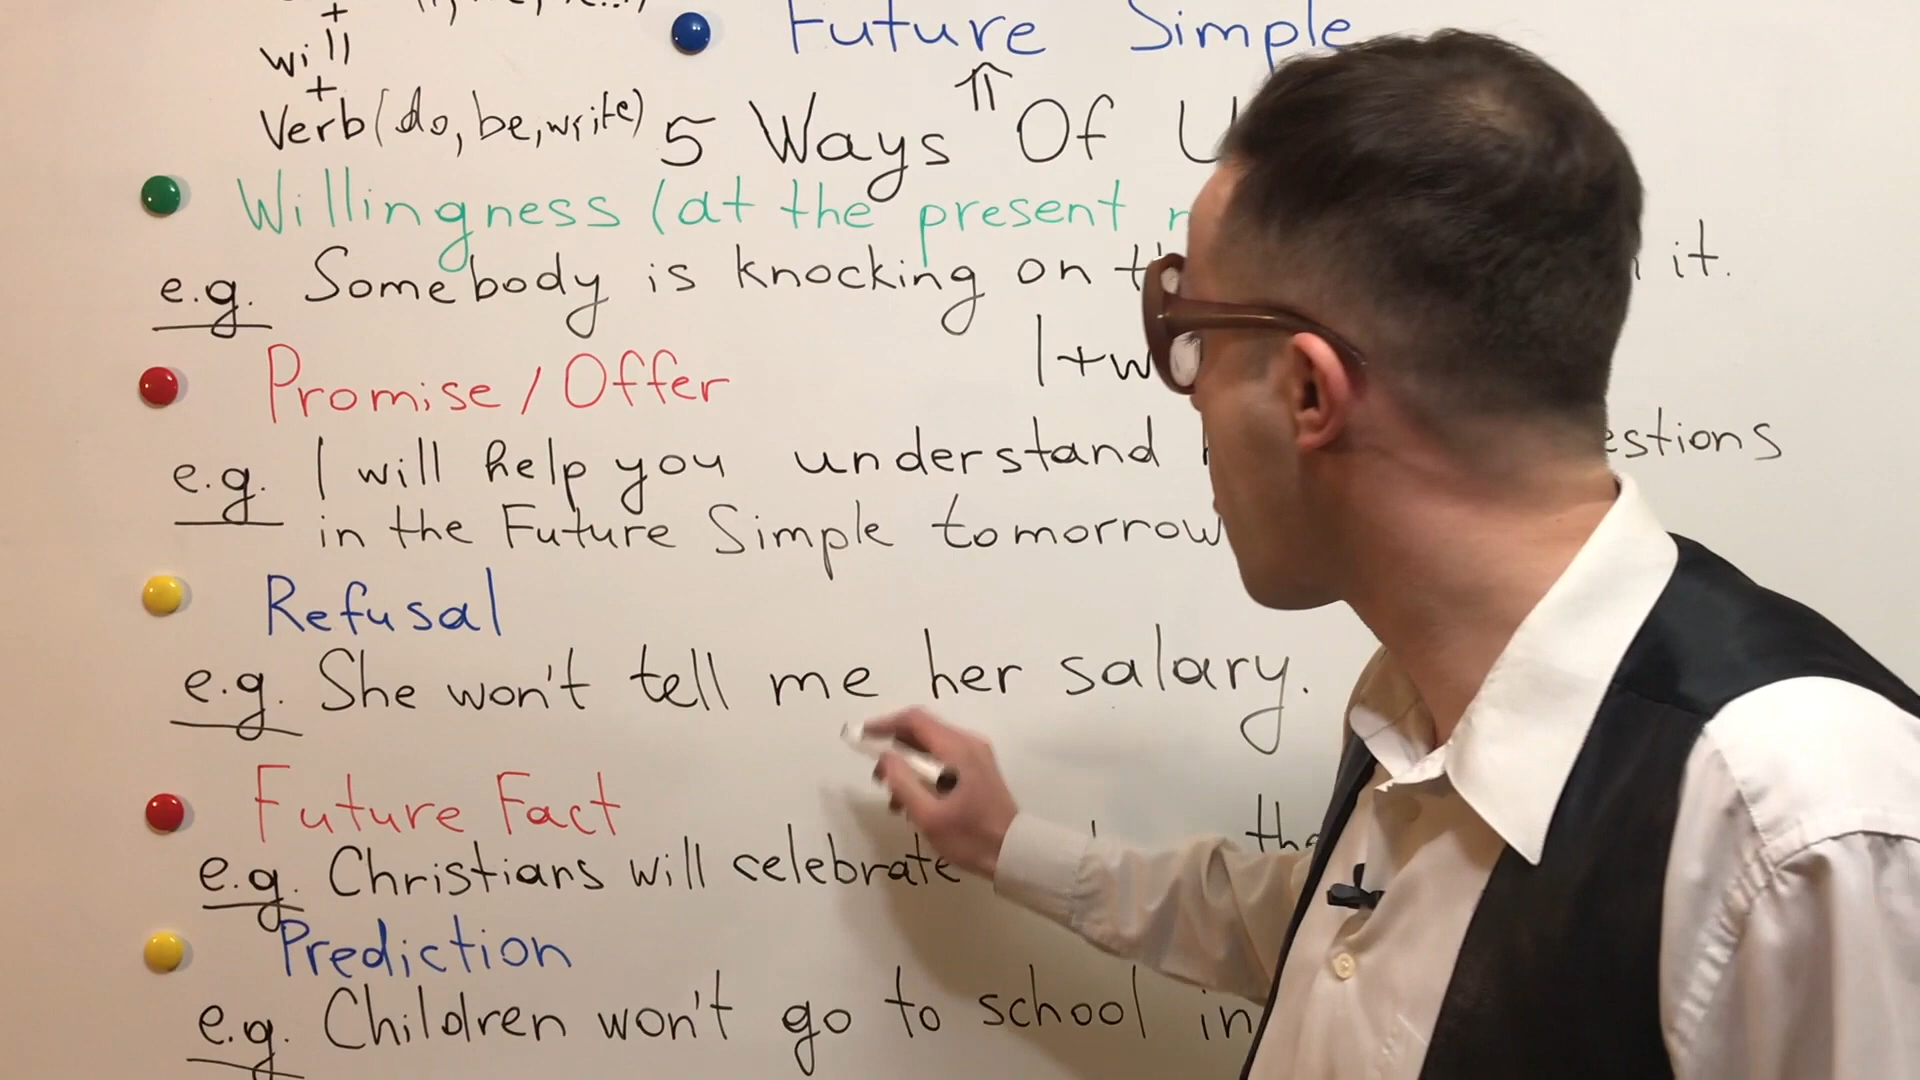 Future Simple
+
will
+
Verb (do, be, write)
5 Ways Of U
Willingness (at the present
e.g. Somebody is knocking on it.
Promise / Offer
I + w
e.g. I will help you understand estions
in the Future Simple tomorrow
Refusal
e.g. She won't tell me her salary.
Future Fact
e.g. Christians will celebrate
Prediction
e.g. Children won't go to school in